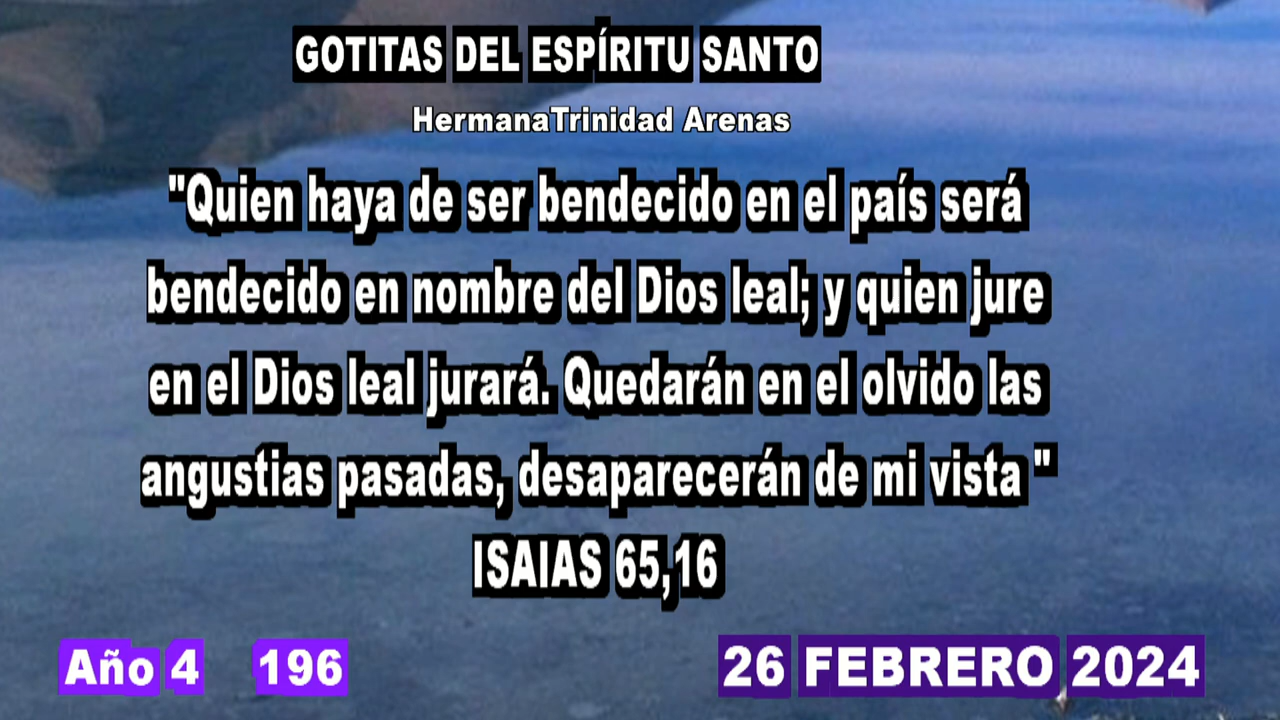 GOTITAS DEL ESPÍRITU SANTO
HermanaTrinidad Arenas
"Quien haya de ser bendecido en el país será
bendecido en nombre del Dios leal; y quien jure
en el Dios leal jurará. Quedarán en el olvido las
angustias pasadas, desaparecerán de mi vista "
ISAIAS 65,16
Año 4 196 26 FEBRERO 2024